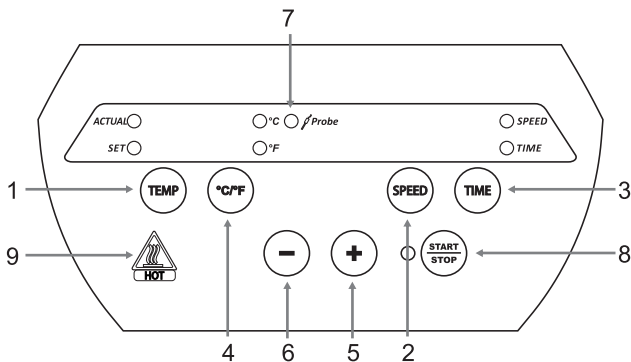 7
ACTUAL °C Probe SPEED
SET °F TIME
1 TEMP °C/°F SPEED TIME 3
9 HOT - + START STOP 8
4 6 5 2